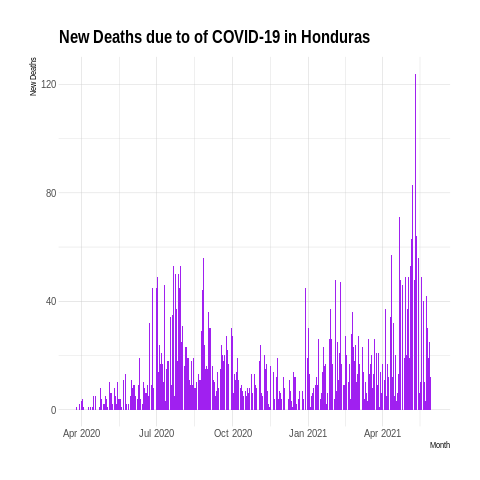 New Deaths due to of COVID-19 in Honduras
New Deaths
120
80
40
0
Apr 2020 Jul 2020 Oct 2020 Jan 2021 Apr 2021
Month